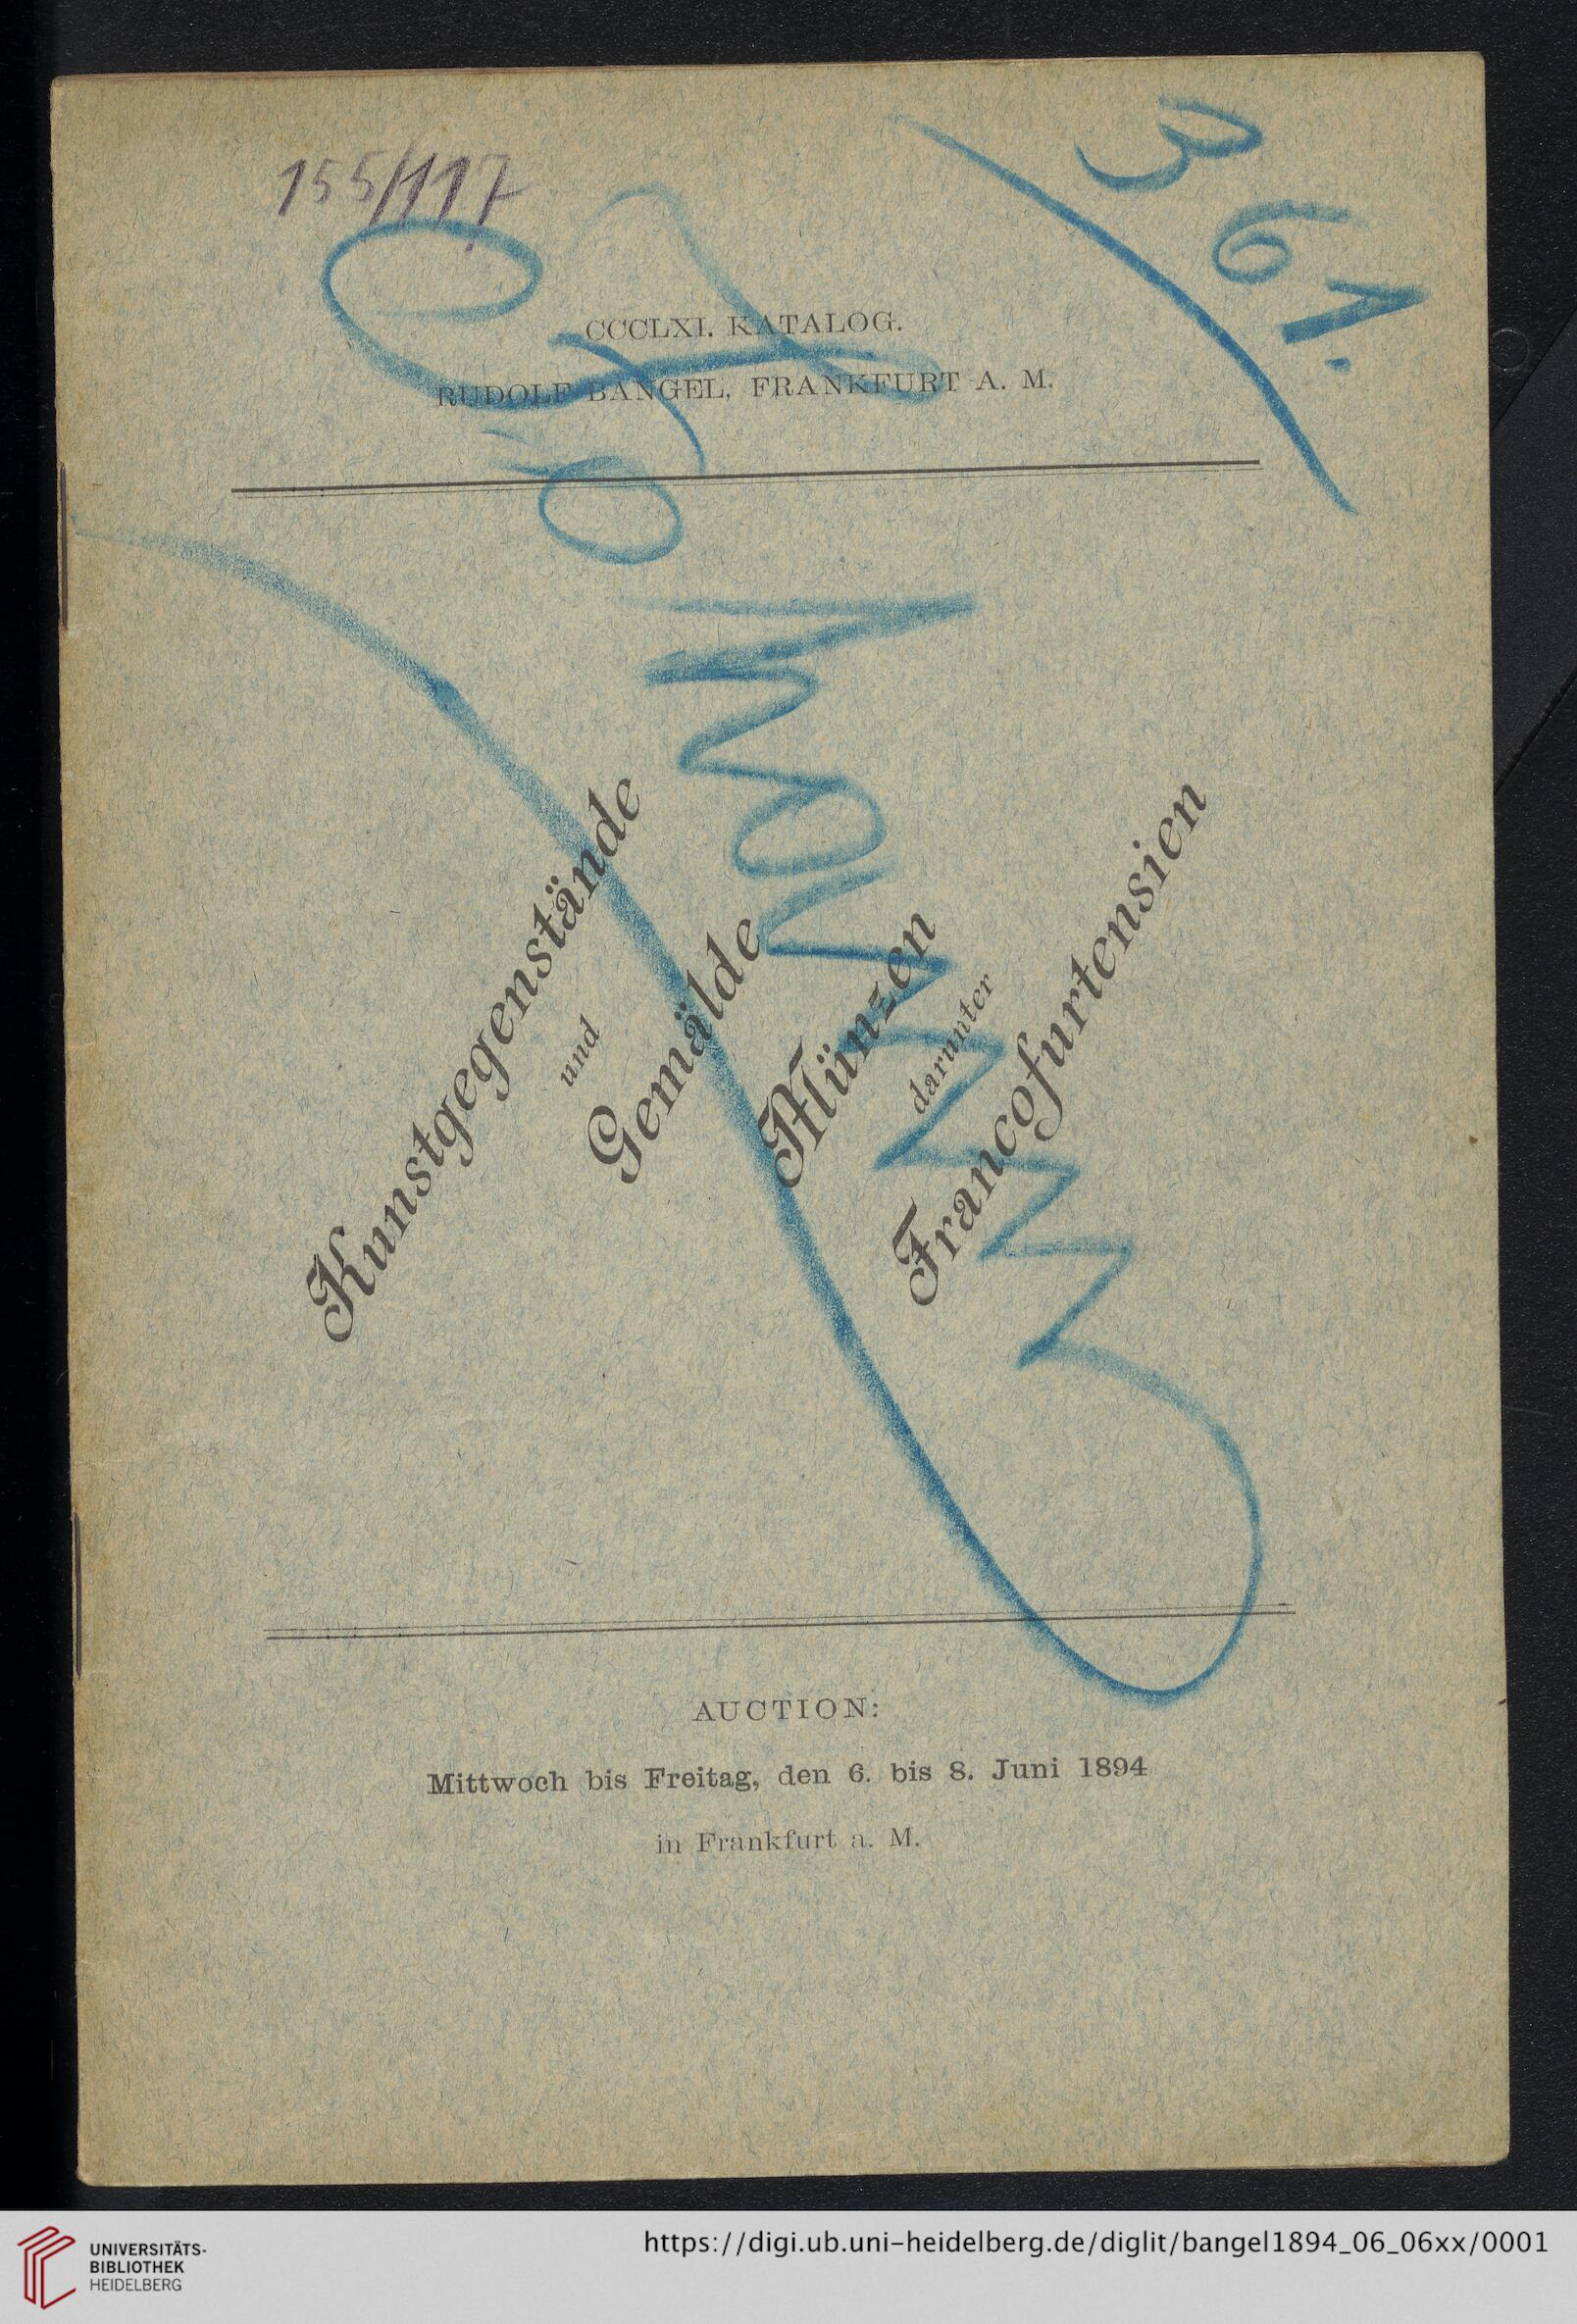 361.
155/117
CCCLXI. KATALOG.
RUDOLF BANGEL, FRANKFURT A. M.
Kunstgegenstände
und
Gemälde
Münzen
darunter
Francofurtensien
AUCTION:
Mittwoch bis Freitag, den 6. bis 8. Juni 1894
in Frankfurt a. M.
UNIVERSITÄTS-
BIBLIOTHEK
HEIDELBERG
https://digi.ub.uni-heidelberg.de/diglit/bangel1894_06_06xx/0001